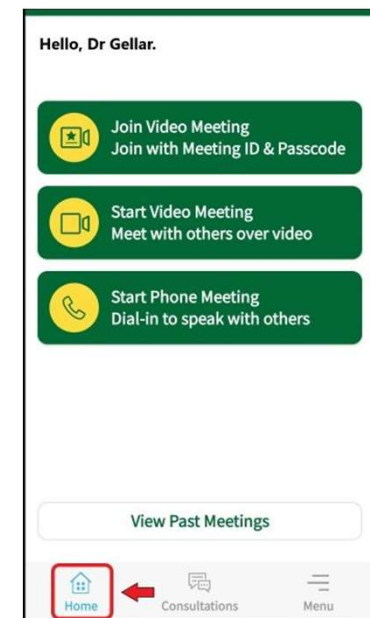 Hello, Dr Gellar.
Join Video Meeting
Join with Meeting ID & Passcode
Start Video Meeting
Meet with others over video
Start Phone Meeting
Dial-in to speak with others
View Past Meetings
Home Consultations Menu